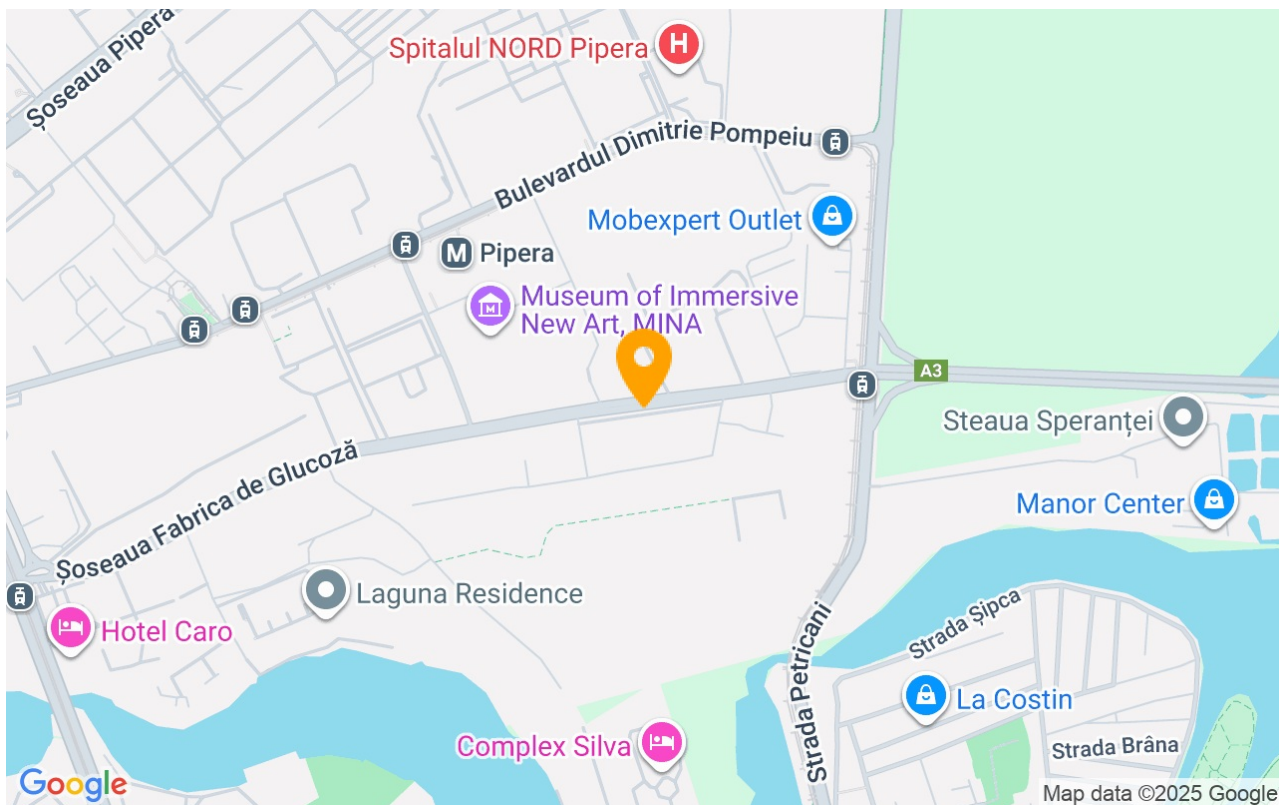 Șoseaua Pipera
Spitalul NORD Pipera
H
Bulevardul Dimitrie Pompeiu
Mobexpert Outlet
M
Pipera
M
Museum of Immersive
New Art, MINA
A3
Steaua Speranței
Șoseaua Fabrica de Glucoză
Manor Center
Laguna Residence
Hotel Caro
Strada Șipca
Strada Petricani
La Costin
Complex Silva
Strada Brâna
Google
Map data ©2025 Google